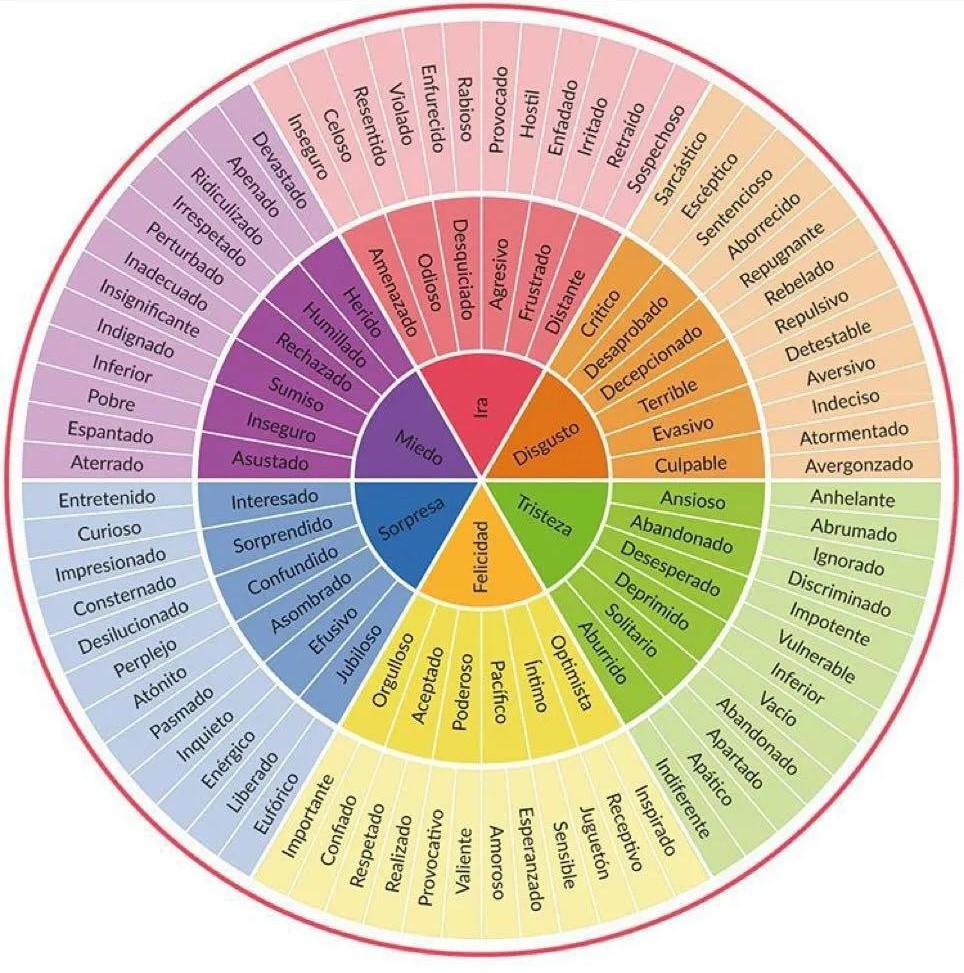 Ira
Disgusto
Tristeza
Felicidad
Sorpresa
Miedo
Amenazado
Odioso
Desquiciado
Agresivo
Frustrado
Distante
Crítico
Desaprobado
Decepcionado
Terrible
Evasivo
Culpable
Ansioso
Abandonado
Desesperado
Deprimido
Solitario
Aburrido
Optimista
Íntimo
Pacífico
Poderoso
Aceptado
Orgulloso
Jubiloso
Efusivo
Asombrado
Confundido
Sorprendido
Interesado
Asustado
Inseguro
Sumiso
Rechazado
Humillado
Herido
Inseguro
Celoso
Resentido
Violado
Enfurecido
Rabioso
Provocado
Hostil
Enfadado
Irritado
Retraído
Sospechoso
Sarcástico
Escéptico
Sentencioso
Aborrecido
Repugnante
Rebelado
Repulsivo
Detestable
Aversivo
Indeciso
Atormentado
Avergonzado
Anhelante
Abrumado
Ignorado
Discriminado
Impotente
Vulnerable
Inferior
Vacio
Abandonado
Apartado
Apático
Indiferente
Inspirado
Receptivo
Juguetón
Sensible
Esperanzado
Amoroso
Valiente
Provocativo
Realizado
Respetado
Confiado
Importante
Eufórico
Liberado
Enérgico
Inquieto
Pasmado
Atónito
Perplejo
Desilucionado
Consternado
Impresionado
Curioso
Entretenido
Aterrado
Espantado
Pobre
Inferior
Indignado
Insignificante
Inadecuado
Perturbado
Irrespetado
Ridiculizado
Apenado
Devastado